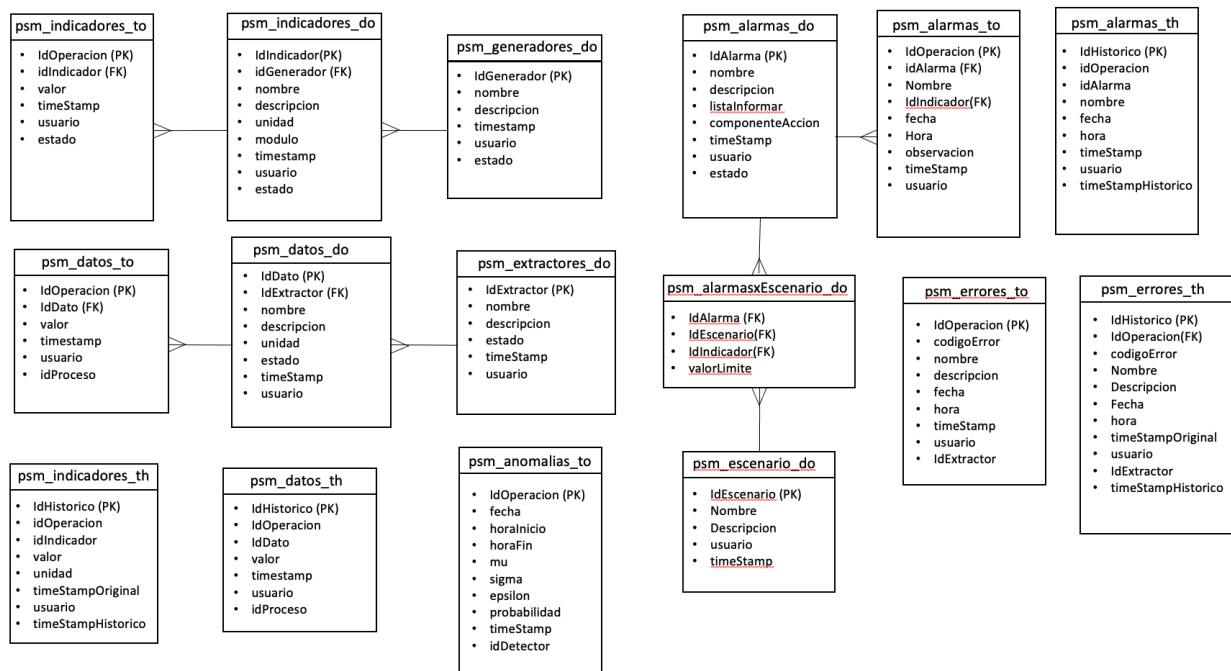 psm_indicadores_to
• IdOperacion (PK)
• idIndicador (FK)
• valor
• timeStamp
• usuario
• estado
psm_indicadores_do
• IdIndicador(PK)
• idGenerador (FK)
• nombre
• descripcion
• unidad
• modulo
• timestamp
• usuario
• estado
psm_generadores_do
• IdGenerador (PK)
• nombre
• descripcion
• timestamp
• usuario
• estado
psm_alarmas_do
• IdAlarma (PK)
• nombre
• descripcion
• listaInformar
• componenteAccion
• timeStamp
• usuario
• estado
psm_alarmas_to
• IdOperacion (PK)
• idAlarma (FK)
• Nombre
• IdIndicador(FK)
• fecha
• Hora
• observacion
• timeStamp
• usuario
psm_alarmas_th
• IdHistorico (PK)
• idOperacion
• idAlarma
• nombre
• fecha
• hora
• timeStamp
• usuario
• timeStampHistorico
psm_datos_to
• IdOperacion (PK)
• IdDato (FK)
• valor
• timestamp
• usuario
• idProceso
psm_datos_do
• IdDato (PK)
• IdExtractor (FK)
• nombre
• descripcion
• unidad
• estado
• timeStamp
• usuario
psm_extractores_do
• IdExtractor (PK)
• nombre
• descripcion
• estado
• timeStamp
• usuario
psm_alarmasxEscenario_do
• IdAlarma (FK)
• IdEscenario(FK)
• IdIndicador(FK)
• valorLimite
psm_errores_to
• IdOperacion (PK)
• codigoError
• nombre
• descripcion
• fecha
• hora
• timeStamp
• usuario
• IdExtractor
psm_errores_th
• IdHistorico (PK)
• IdOperacion(FK)
• codigoError
• Nombre
• Descripcion
• Fecha
• hora
• timeStampOriginal
• usuario
• IdExtractor
• timeStampHistorico
psm_indicadores_th
• IdHistorico (PK)
• idOperacion
• idIndicador
• valor
• unidad
• timeStampOriginal
• usuario
• timeStampHistorico
psm_datos_th
• IdHistorico (PK)
• IdOperacion
• IdDato
• valor
• timestamp
• usuario
• idProceso
psm_anomalias_to
• IdOperacion (PK)
• fecha
• horaInicio
• horaFin
• mu
• sigma
• epsilon
• probabilidad
• timeStamp
• idDetector
psm_escenario_do
• IdEscenario (PK)
• Nombre
• Descripcion
• usuario
• timeStamp